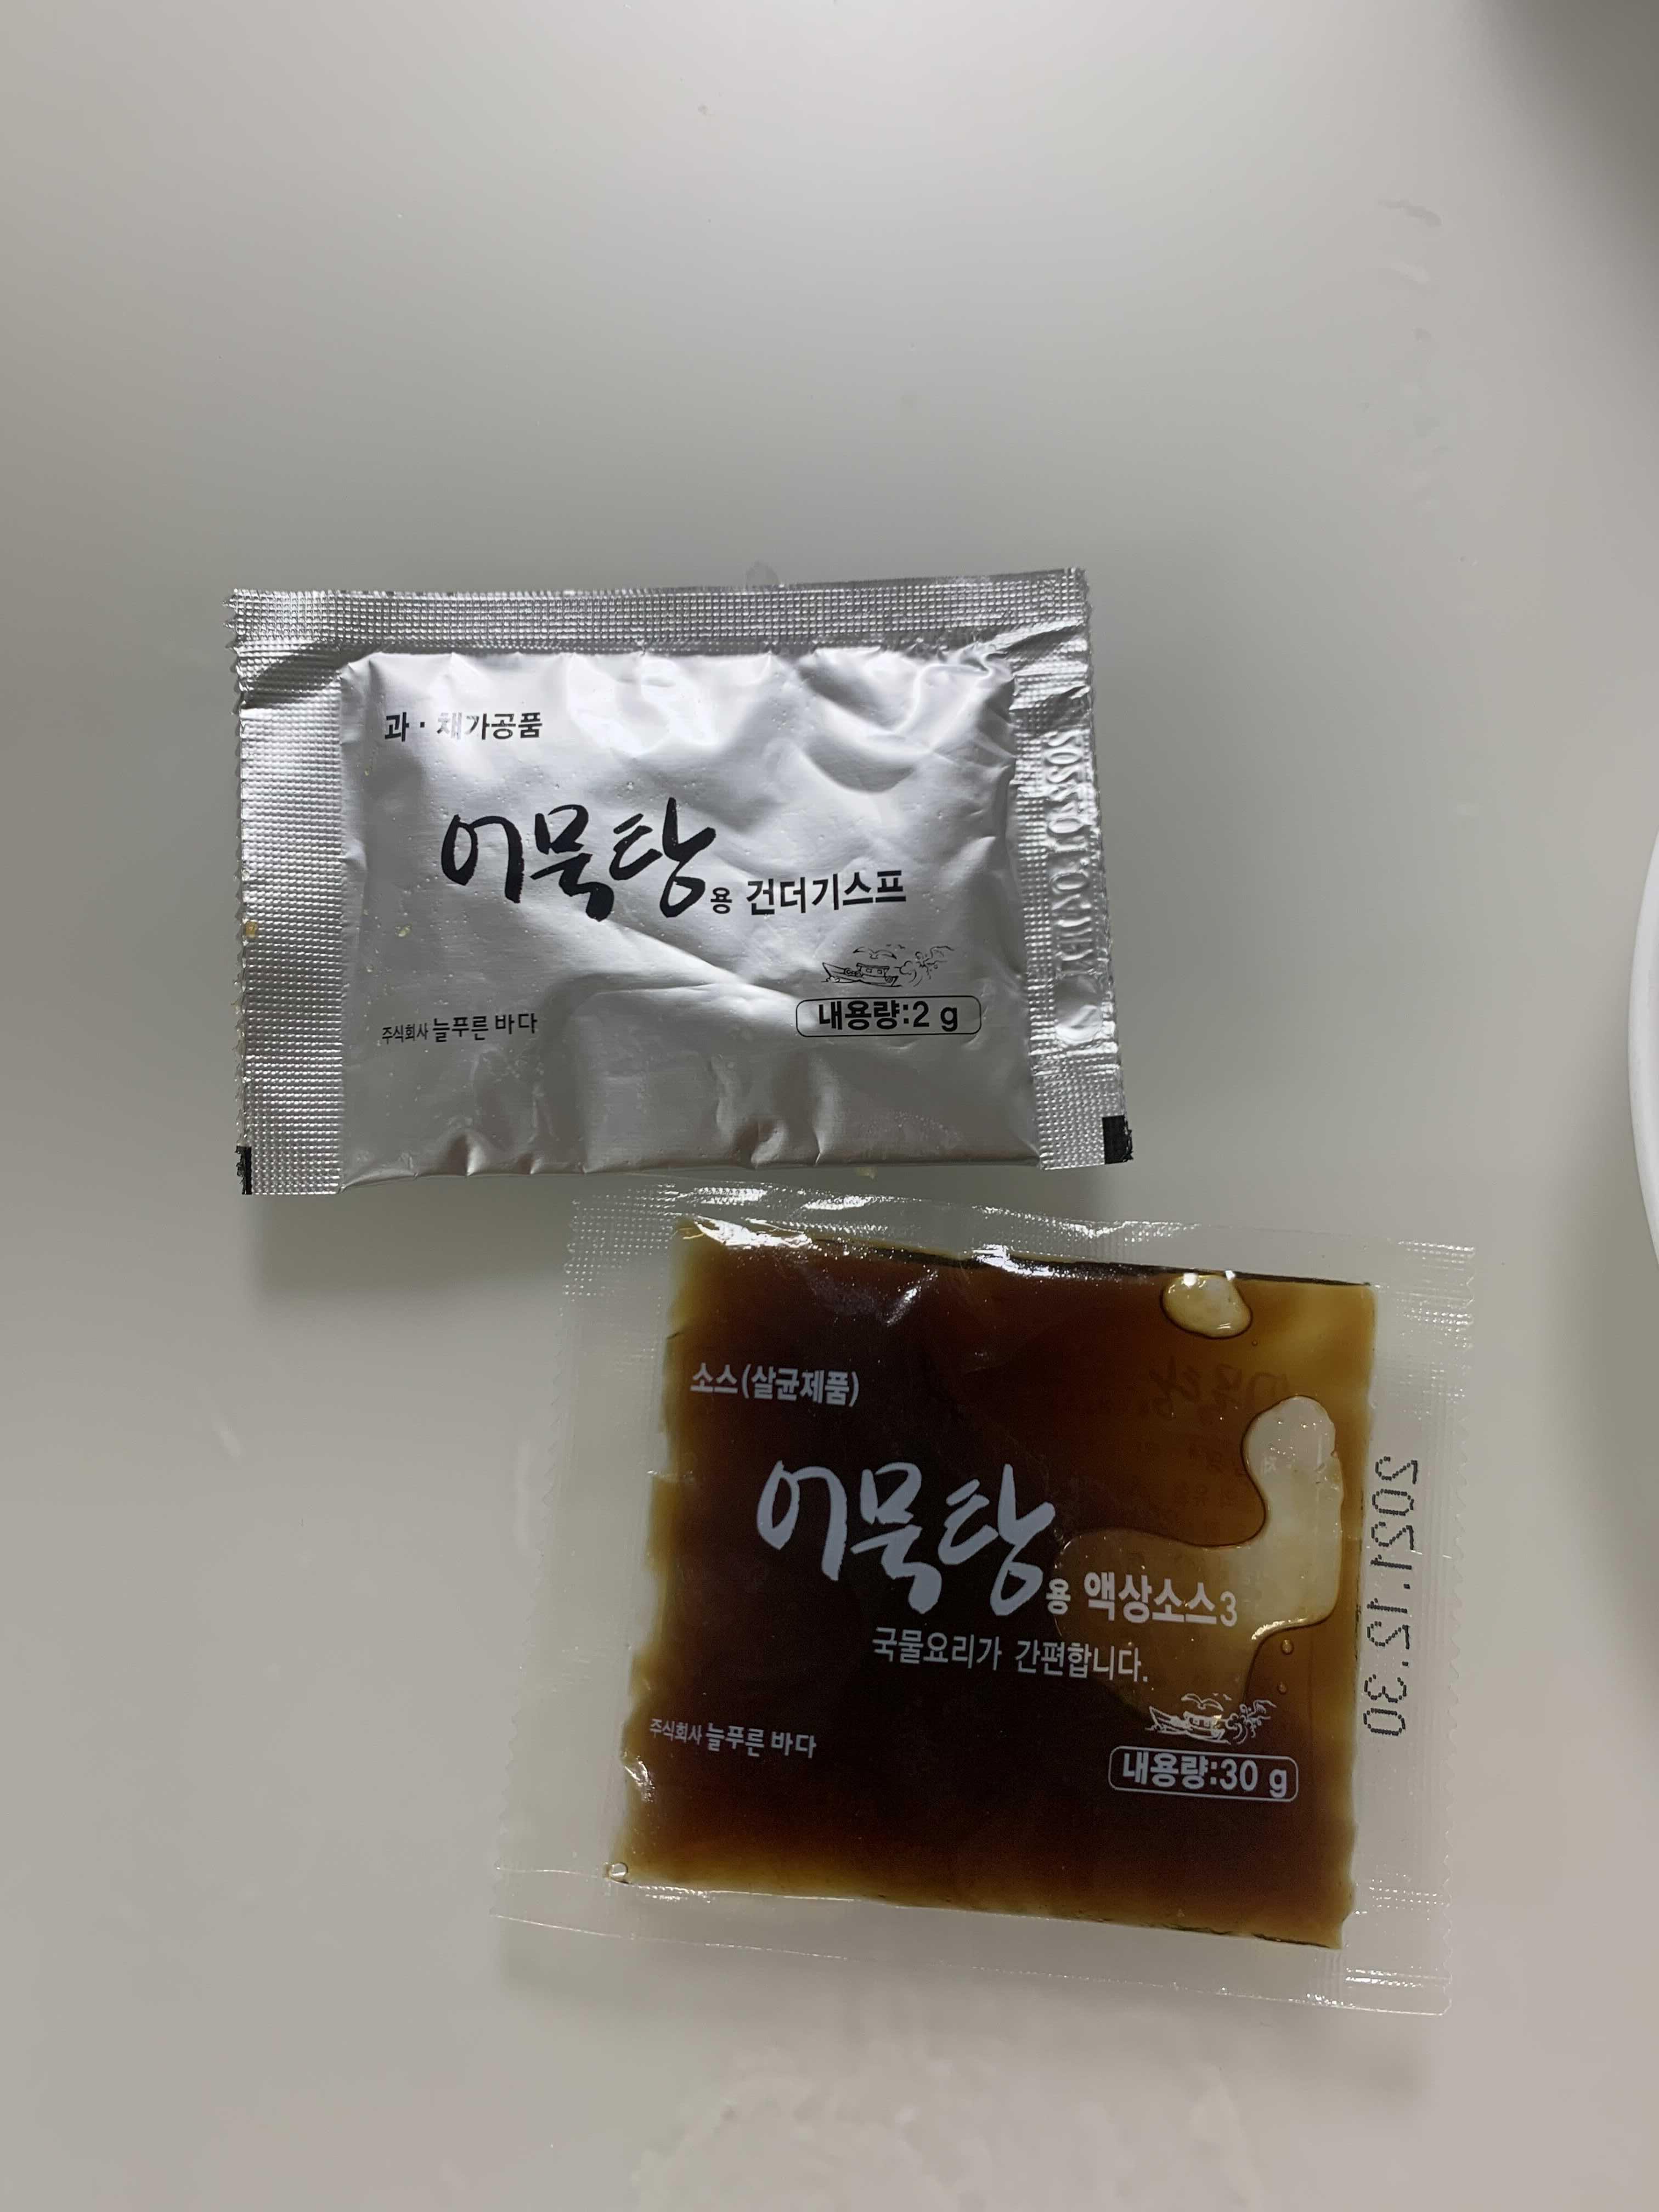 과·채가공품
어묵탕용 건더기스프
주식회사 늘푸른 바다
내용량:2 g
소스(살균제품)
어묵탕용 액상소스3
국물요리가 간편합니다.
주식회사 늘푸른 바다
내용량:30 g
2021.12.30